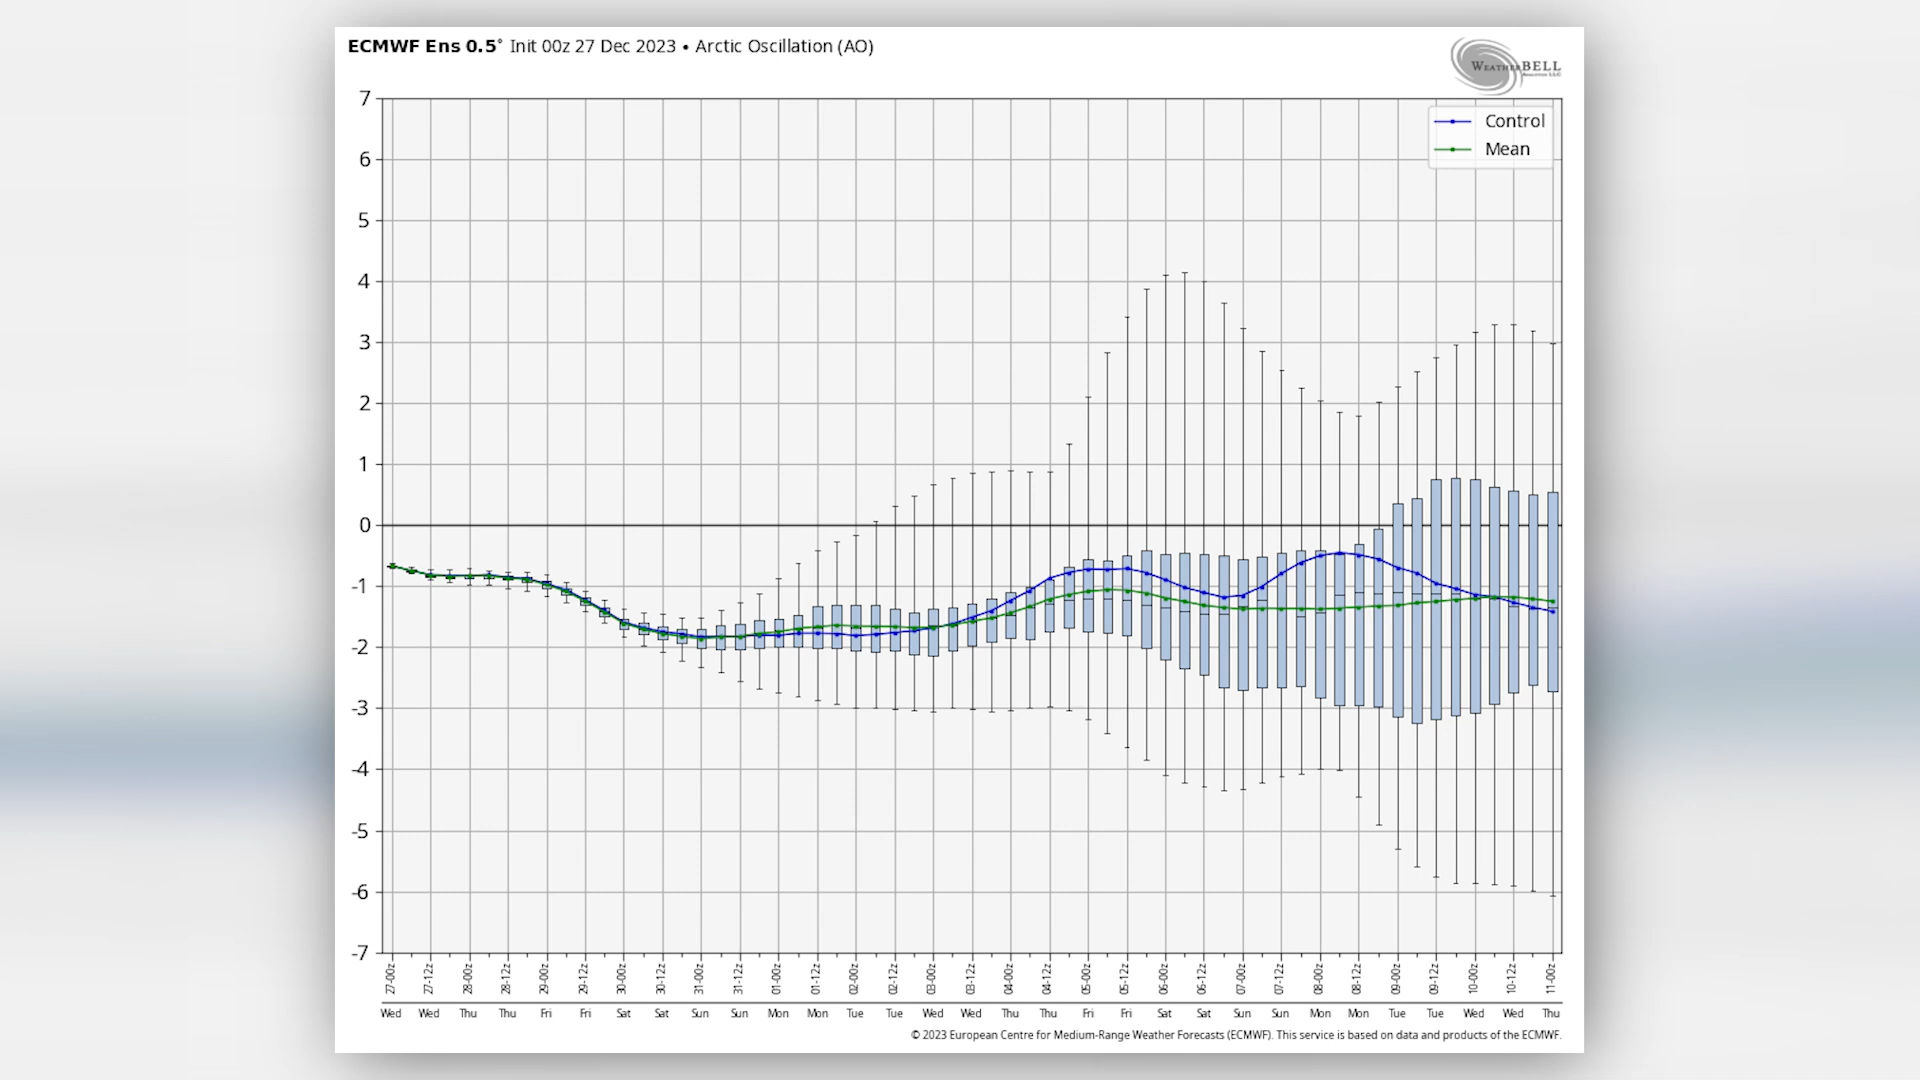 ECMWF Ens 0.5° Init 00z 27 Dec 2023 • Arctic Oscillation (AO)
WEATHERBELL
ANALYTICS LLC
Control
Mean
7
6
5
4
3
2
1
0
-1
-2
-3
-4
-5
-6
-7
27-00z 27-12z 28-00z 28-12z 29-00z 29-12z 30-00z 30-12z 31-00z 31-12z 01-00z 01-12z 02-00z 02-12z 03-00z 03-12z 04-00z 04-12z 05-00z 05-12z 06-00z 06-12z 07-00z 07-12z 08-00z 08-12z 09-00z 09-12z 10-00z 10-12z 11-00z
Wed Wed Thu Thu Fri Fri Sat Sat Sun Sun Mon Mon Tue Tue Wed Wed Thu Thu Fri Fri Sat Sat Sun Sun Mon Mon Tue Tue Wed Wed Thu
© 2023 European Centre for Medium-Range Weather Forecasts (ECMWF). This service is based on data and products of the ECMWF.